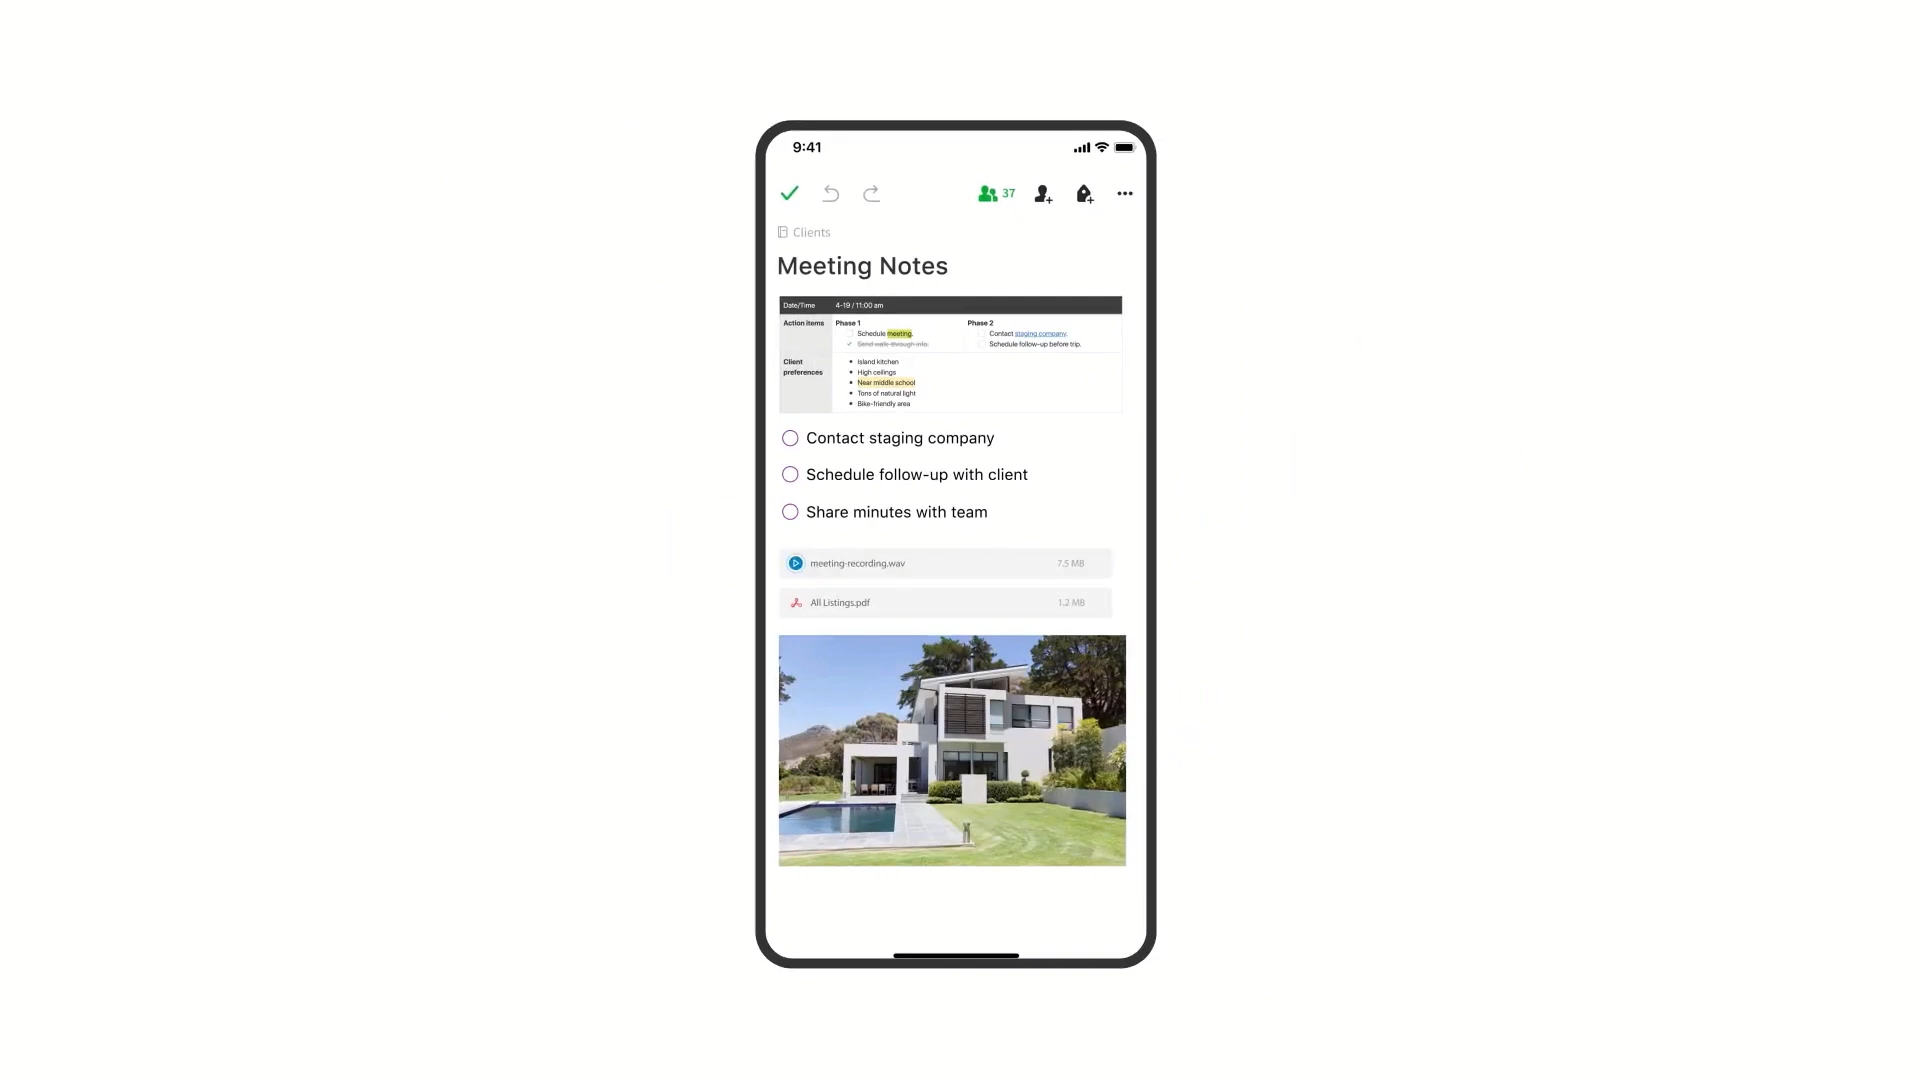 9:41
37
Clients
Meeting Notes
Date/Time 4-19 / 11:00 am
Action items Phase 1 Phase 2
Schedule meeting. Contact staging company.
Send walk-through info. Schedule follow-up before trip.
Client preferences
Island kitchen
High ceilings
Near middle school
Tons of natural light
Bike-friendly area
Contact staging company
Schedule follow-up with client
Share minutes with team
meeting-recording.wav 7.5 MB
All Listings.pdf 1.2 MB